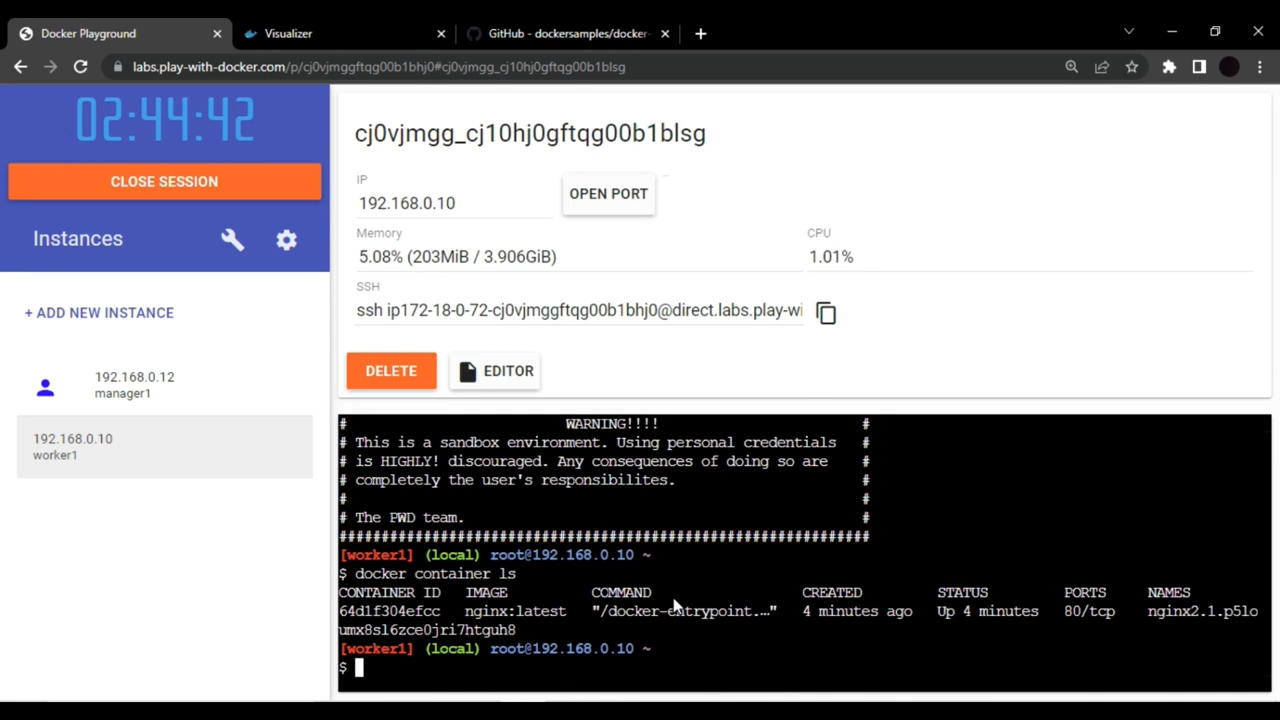 Docker Playground
Visualizer
GitHub - dockersamples/docker-
labs.play-with-docker.com/p/cj0vjmggftqg00b1bhj0#cj0vjmgg_cj10hj0gftqg00b1blsg
02:44:42
CLOSE SESSION
Instances
+ ADD NEW INSTANCE
192.168.0.12
manager1
192.168.0.10
worker1
cj0vjmgg_cj10hj0gftqg00b1blsg
IP
192.168.0.10
OPEN PORT
Memory
CPU
5.08% (203MiB / 3.906GiB)
1.01%
SSH
ssh ip172-18-0-72-cj0vjmggftqg00b1bhj0@direct.labs.play-wi
DELETE
EDITOR
# WARNING!!!! #
# This is a sandbox environment. Using personal credentials #
# is HIGHLY! discouraged. Any consequences of doing so are #
# completely the user's responsibilites. #
# #
# The PWD team. #
###############################################################
[worker1] (local) root@192.168.0.10 ~
$ docker container ls
CONTAINER ID IMAGE COMMAND CREATED STATUS PORTS NAMES
64d1f304efcc nginx:latest "/docker-entrypoint.…" 4 minutes ago Up 4 minutes 80/tcp nginx2.1.p5lo
umx8sl6zce0jri7htguh8
[worker1] (local) root@192.168.0.10 ~
$